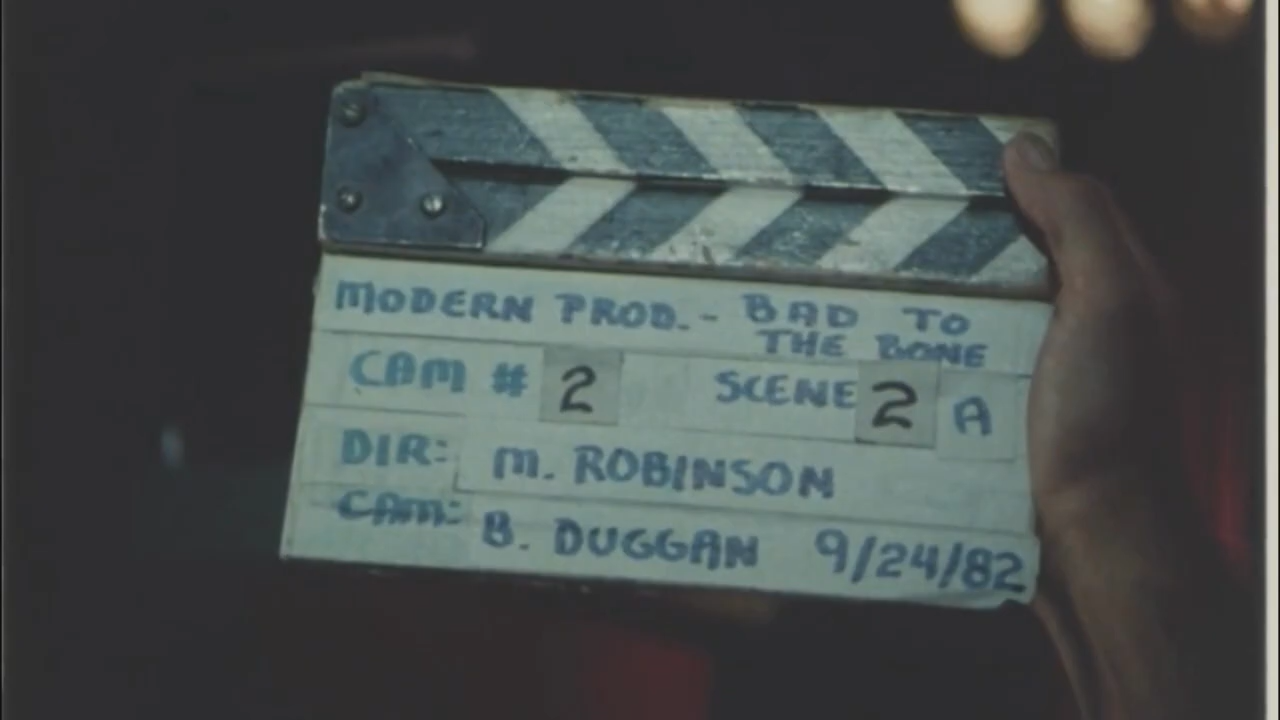 MODERN PROD. - BAD TO
THE BONE
CAM # 2 SCENE 2 A
DIR: M. ROBINSON
CAM: B. DUGGAN 9/24/82